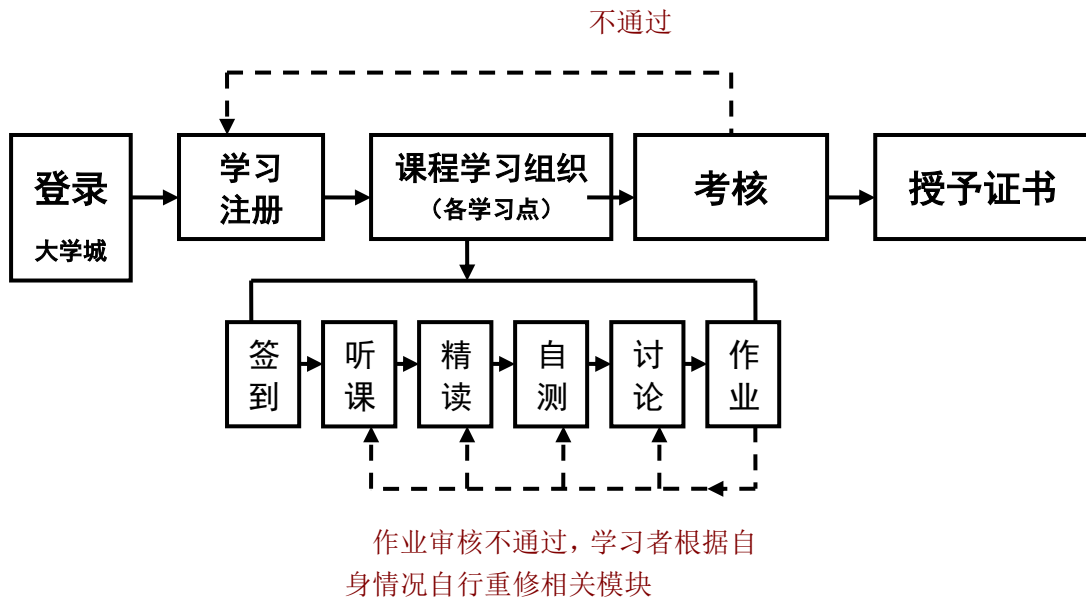 不通过
登录
大学城
学习
注册
课程学习组织
（各学习点）
考核
授予证书
签
到
听
课
精
读
自
测
讨
论
作
业
作业审核不通过，学习者根据自
身情况自行重修相关模块